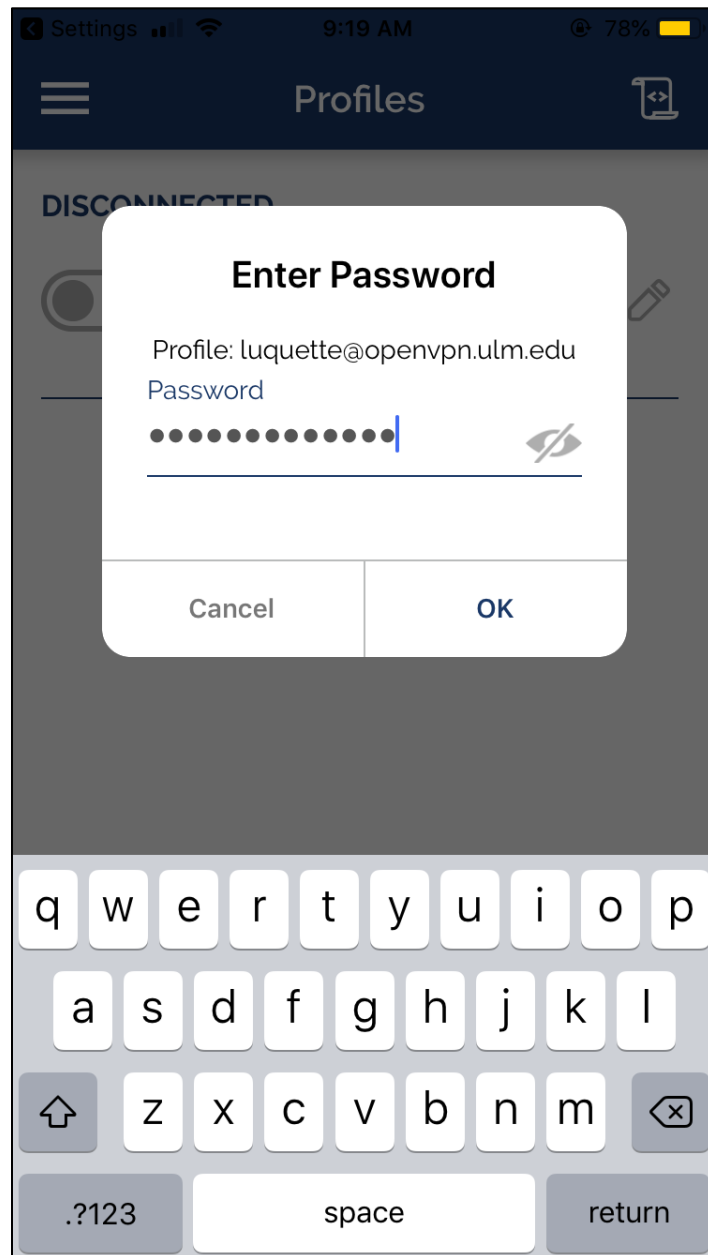 Settings 9:19 AM 78%
Profiles
DISCONNECTED
Enter Password
Profile: luquette@openvpn.ulm.edu
Password
•••••••••••••
Cancel OK
q w e r t y u i o p
a s d f g h j k l
z x c v b n m
.?123 space return